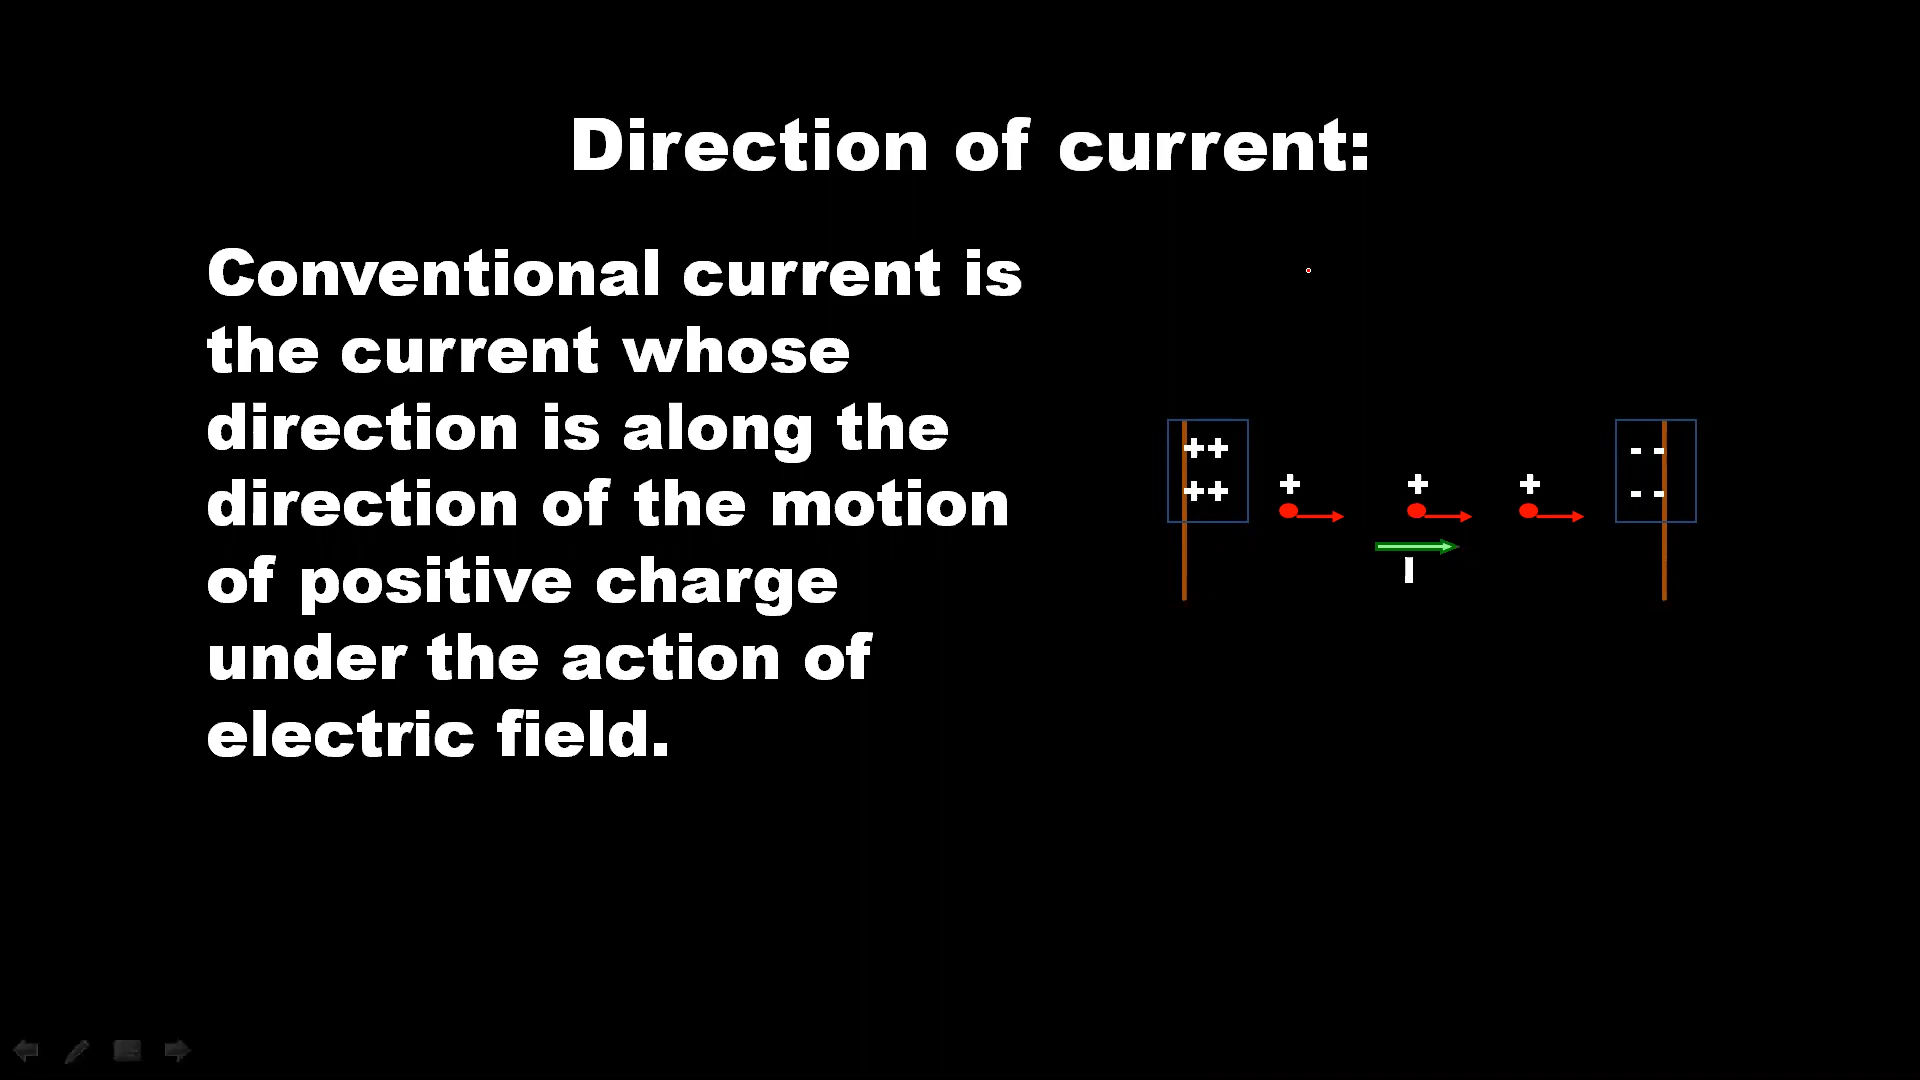 Direction of current:
Conventional current is
the current whose
direction is along the
direction of the motion
of positive charge
under the action of
electric field.
++
++
+ + +
- -
- -
I